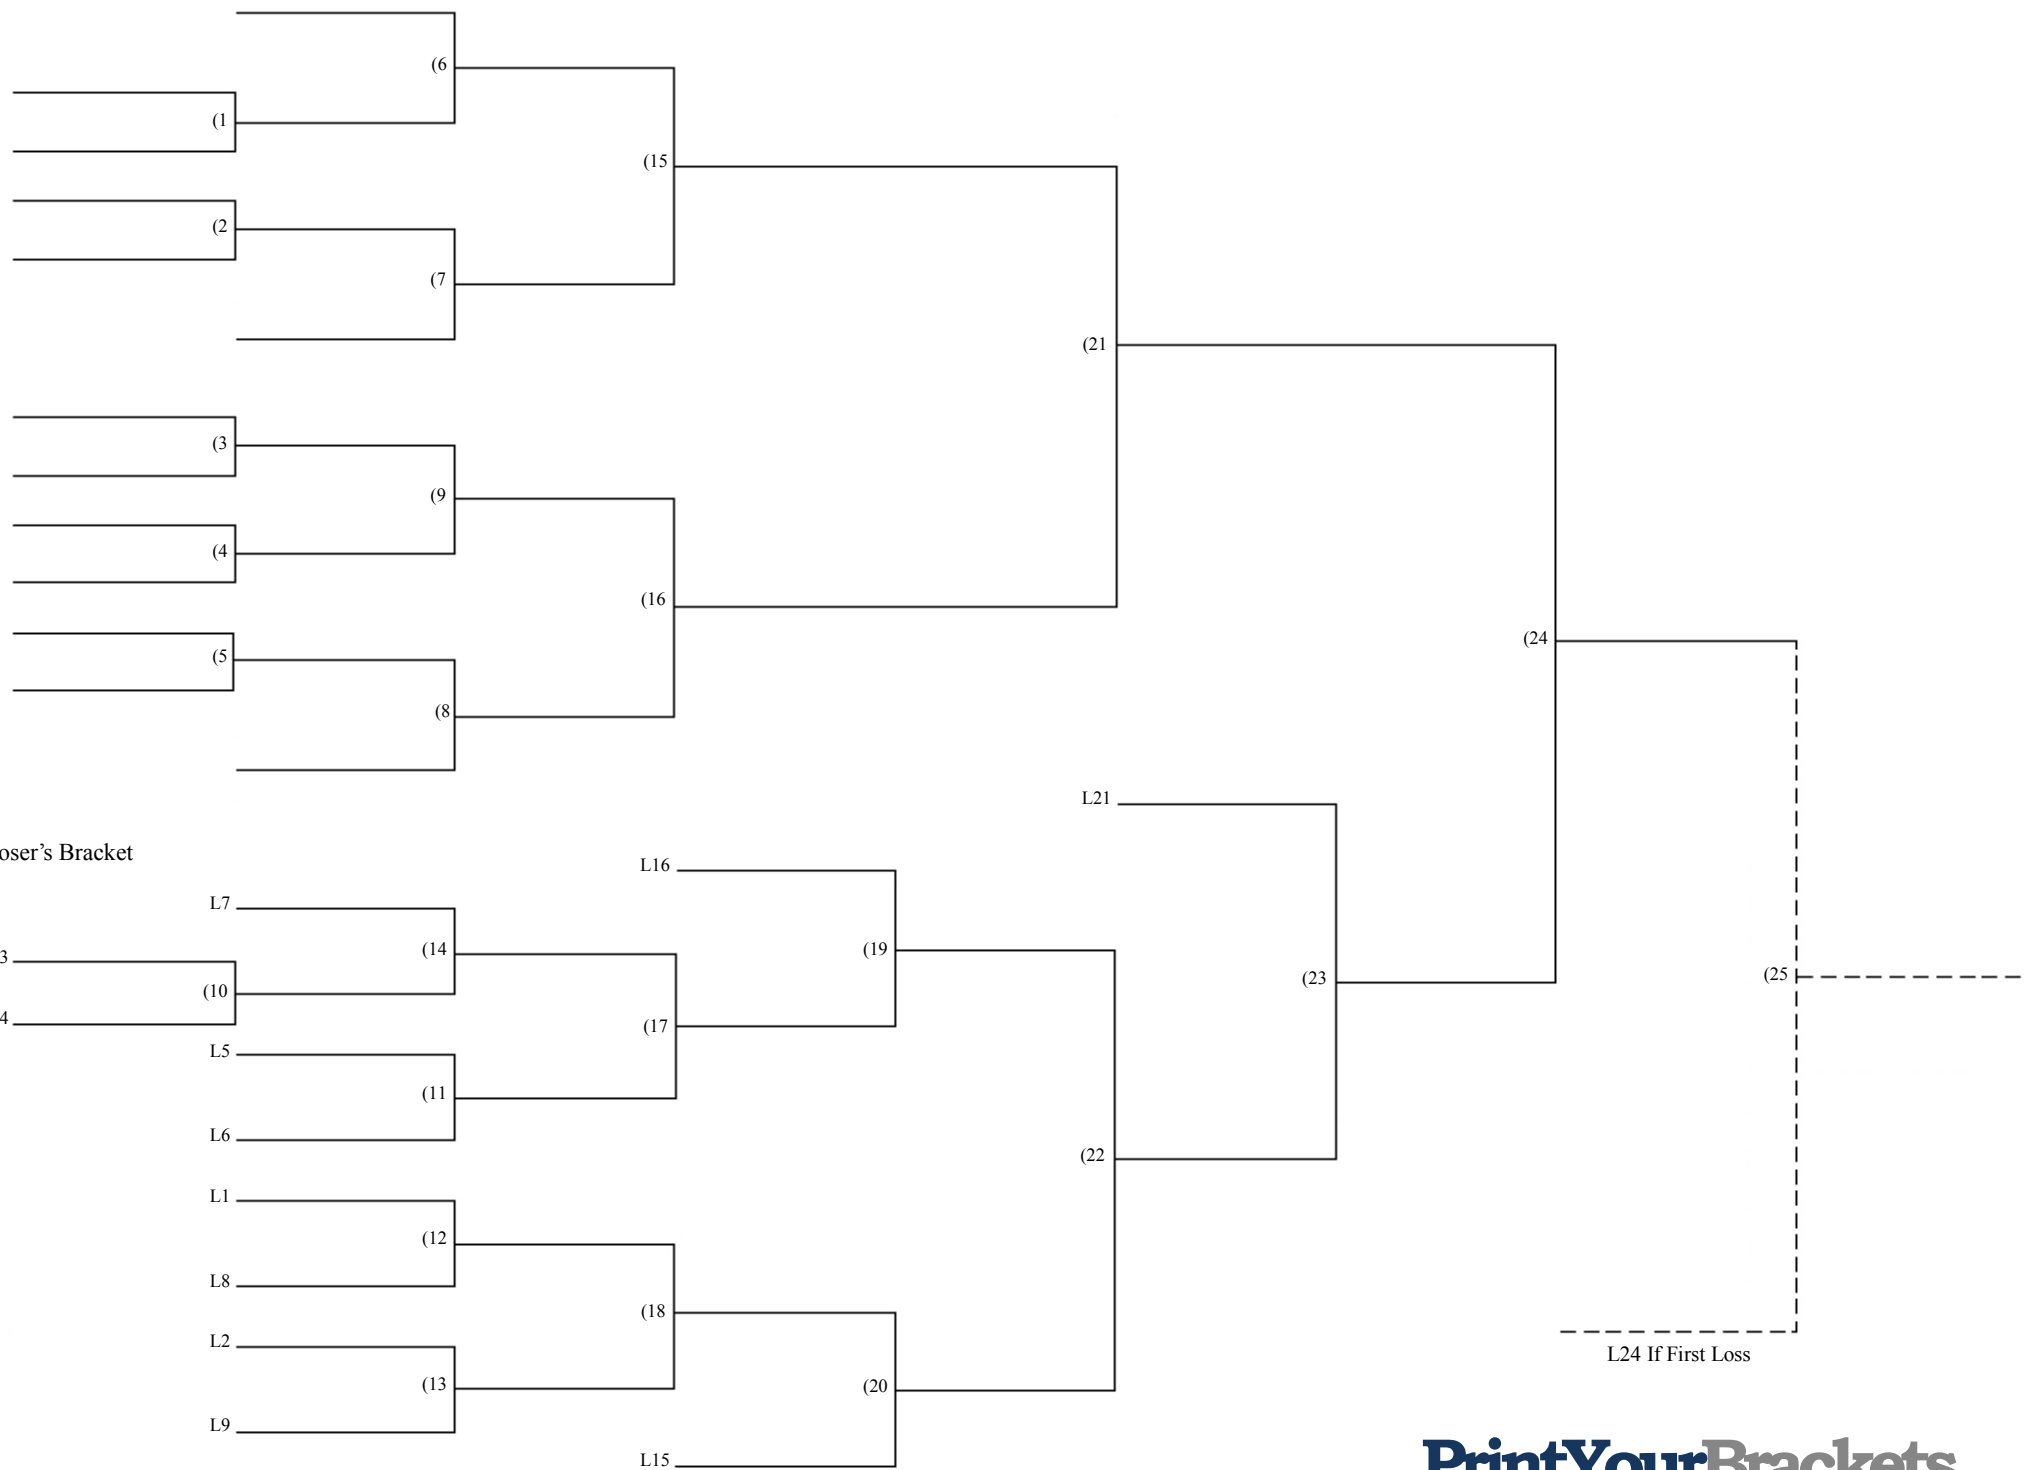 (6
(1
(15
(2
(7
(21
(3
(9
(4
(16
(24
(5
(8
L21
oser’s Bracket
L16
L7
(14
(19
3
(10
(23
(25
4
(17
L5
(11
L6
(22
L1
(12
L8
(18
L2
L24 If First Loss
(13
(20
L9
L15
PrintYourBrackets